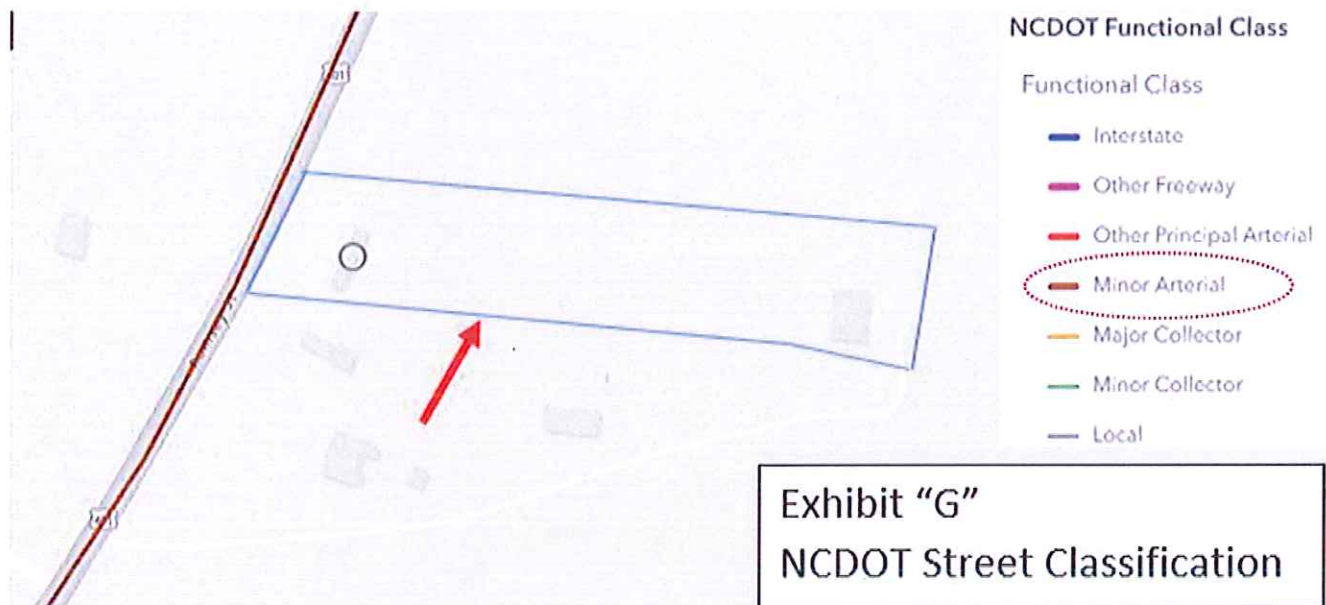 NCDOT Functional Class
Functional Class
Interstate
Other Freeway
Other Principal Arterial
Minor Arterial
Major Collector
Minor Collector
Local
Exhibit “G”
NCDOT Street Classification